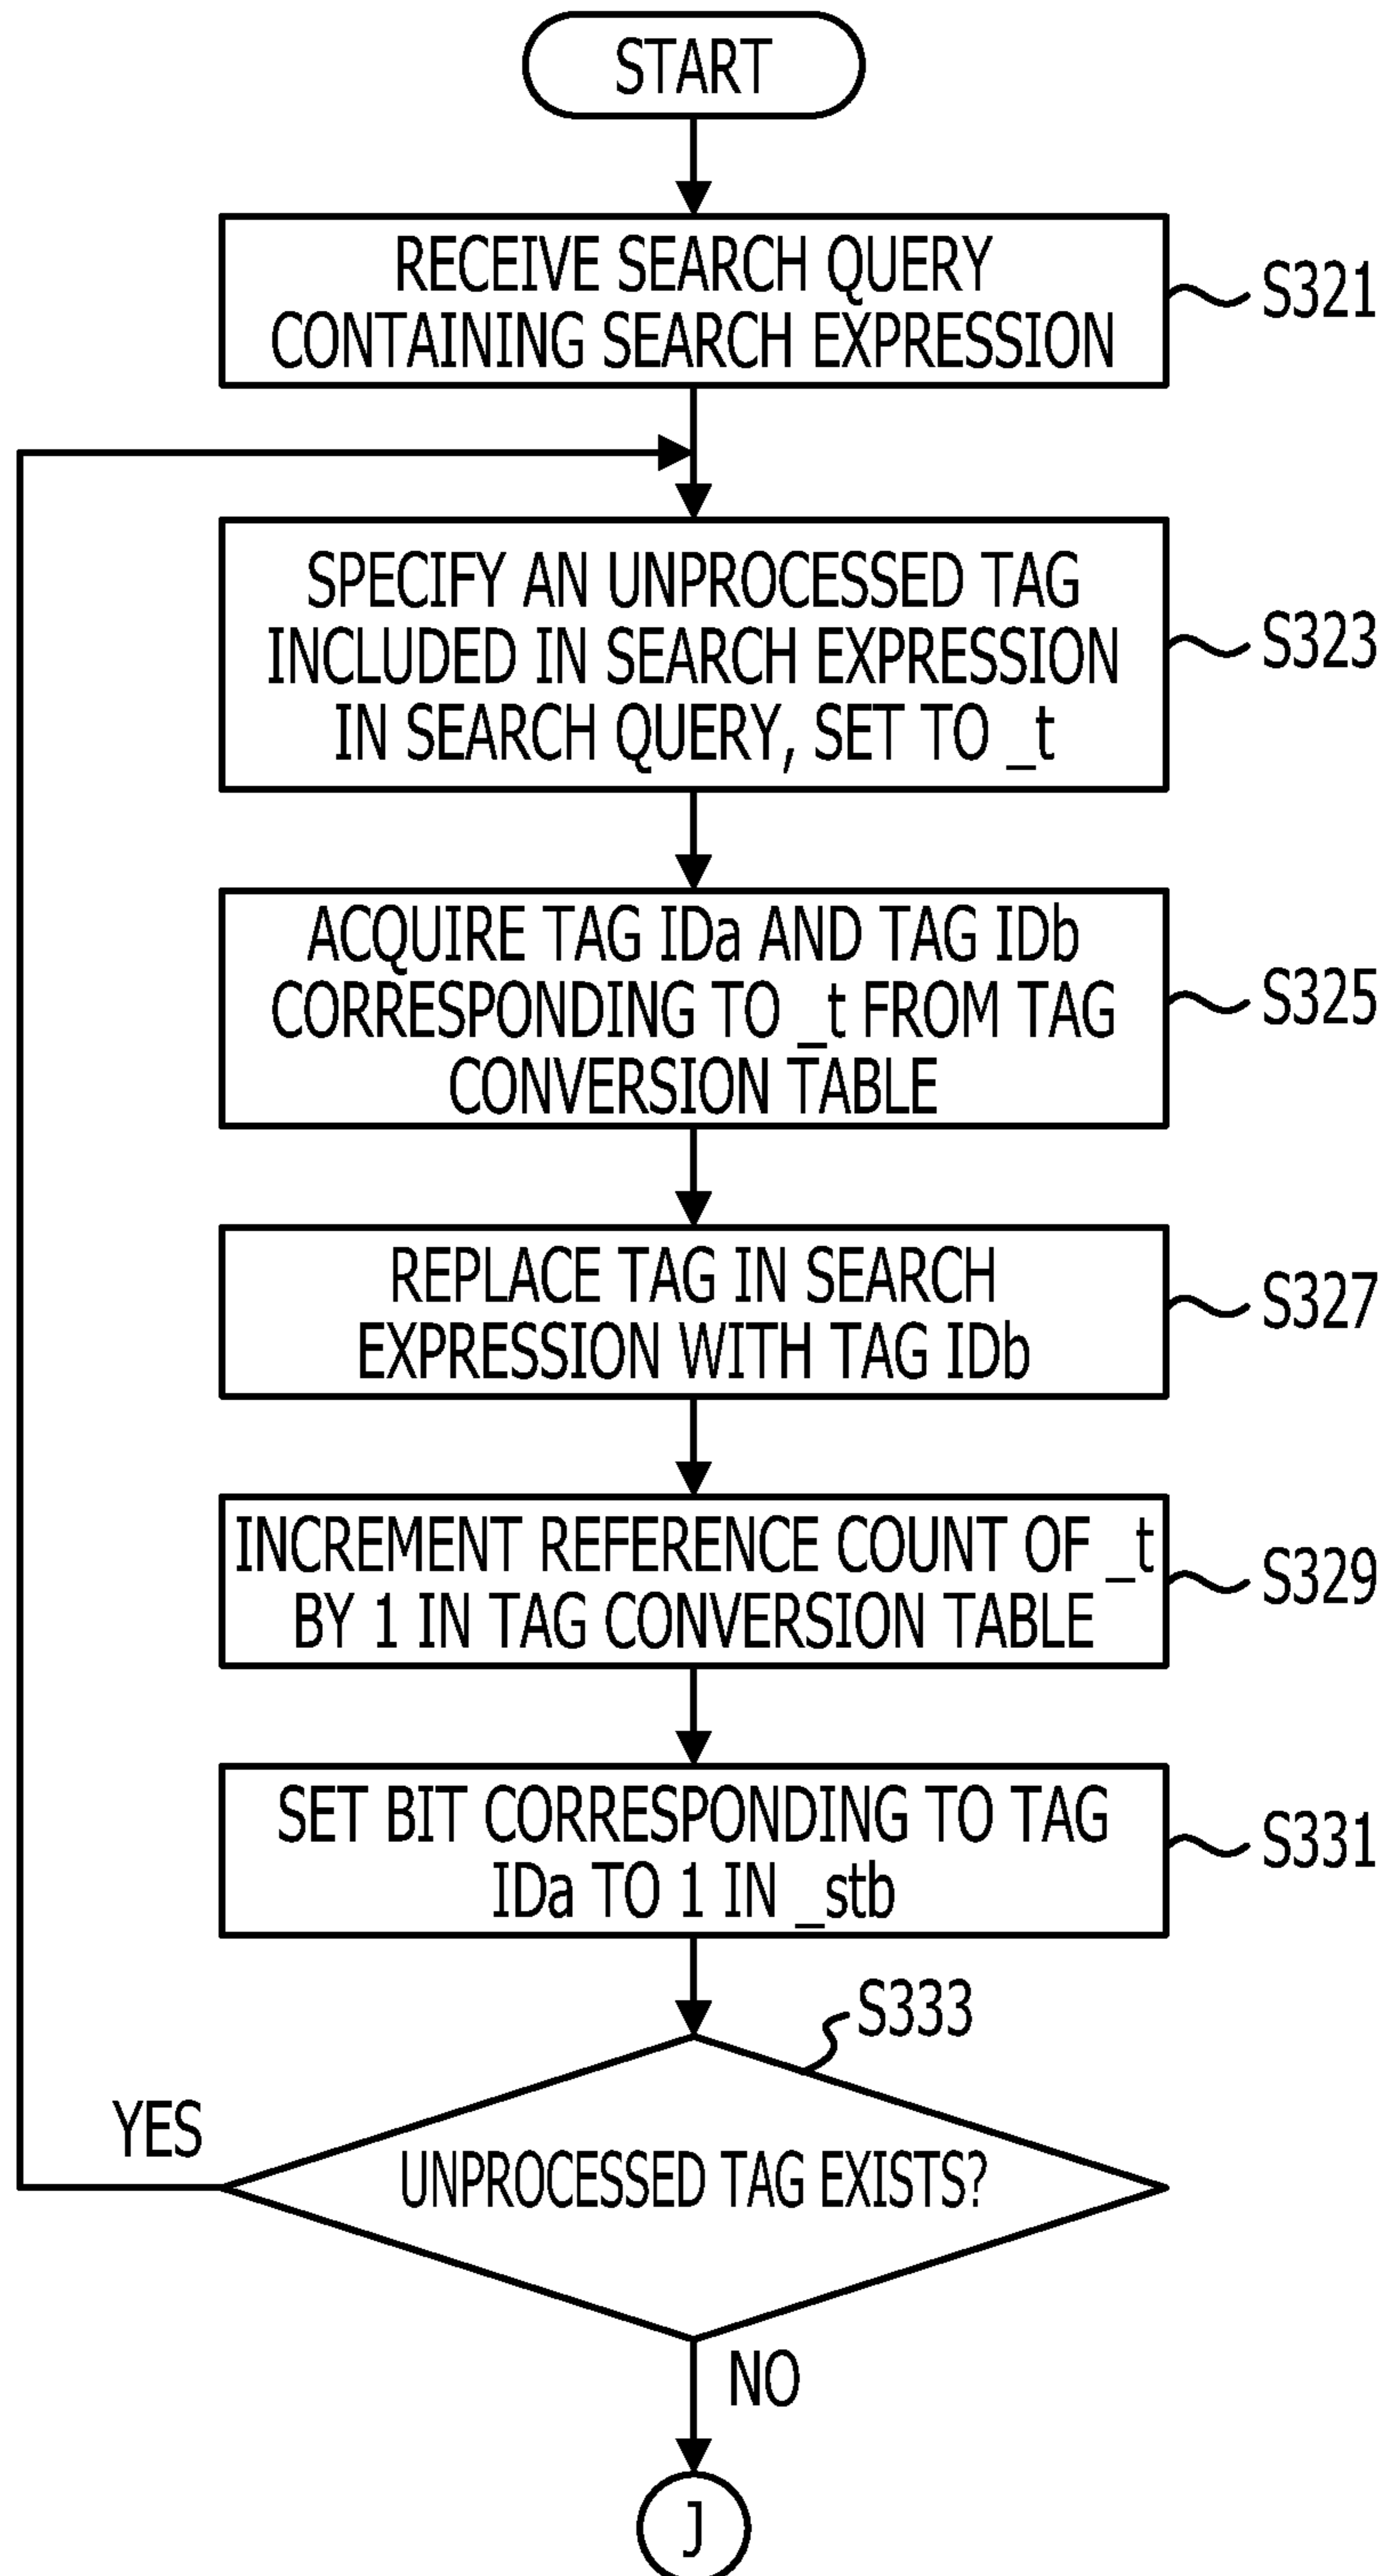 START
RECEIVE SEARCH QUERY
CONTAINING SEARCH EXPRESSION
S321
SPECIFY AN UNPROCESSED TAG
INCLUDED IN SEARCH EXPRESSION
IN SEARCH QUERY, SET TO _t
S323
ACQUIRE TAG IDa AND TAG IDb
CORRESPONDING TO _t FROM TAG
CONVERSION TABLE
S325
REPLACE TAG IN SEARCH
EXPRESSION WITH TAG IDb
S327
INCREMENT REFERENCE COUNT OF _t
BY 1 IN TAG CONVERSION TABLE
S329
SET BIT CORRESPONDING TO TAG
IDa TO 1 IN _stb
S331
S333
YES
UNPROCESSED TAG EXISTS?
NO
J